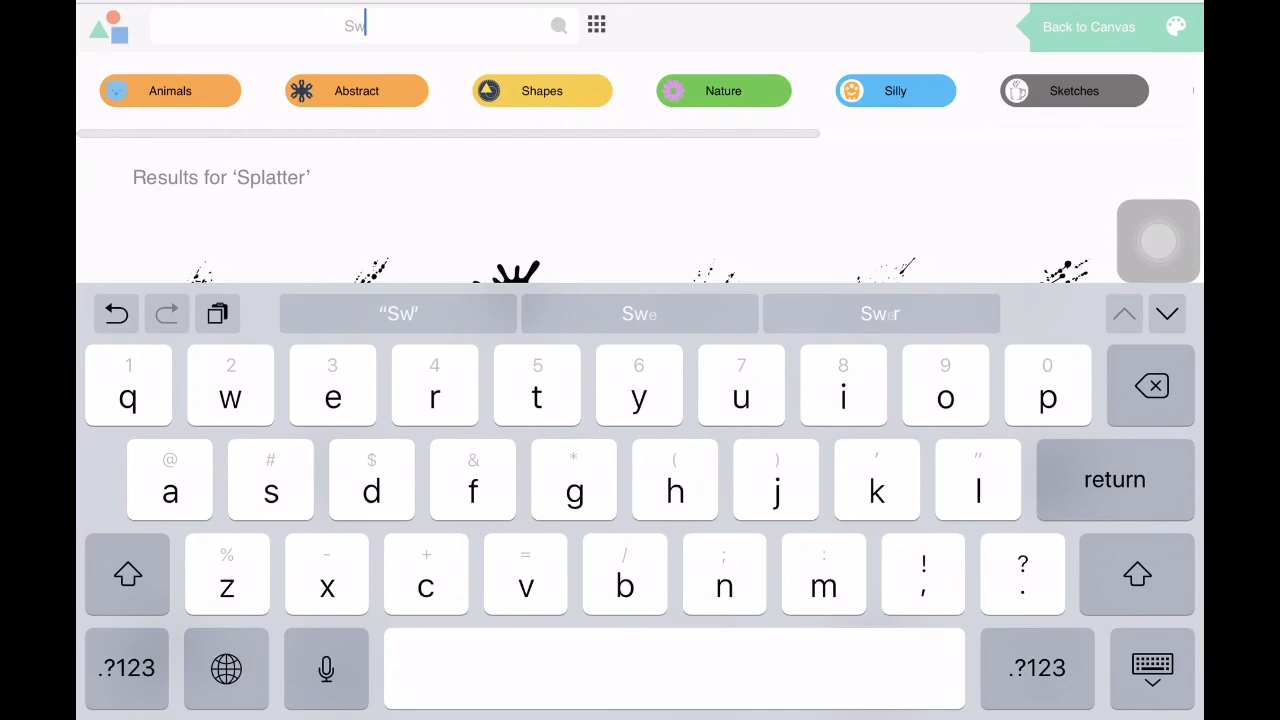 Sw
Back to Canvas
Animals Abstract Shapes Nature Silly Sketches
Results for ‘Splatter’
“Sw” Swe Swer
1 2 3 4 5 6 7 8 9 0
q w e r t y u i o p
@ # $ & * ( ) ' "
a s d f g h j k l return
% - + = / ; : ! ?
z x c v b n m , .
.?123 .?123